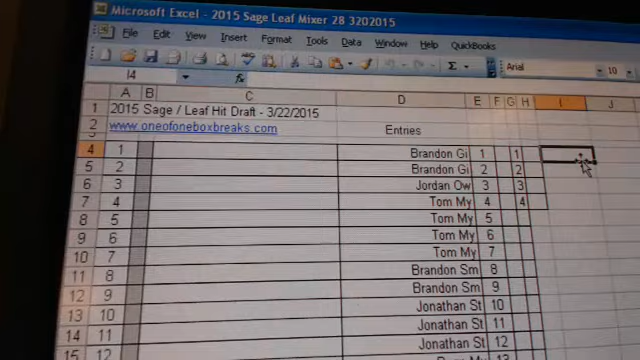 Microsoft Excel - 2015 Sage Leaf Mixer 28 3202015
File Edit View Insert Format Tools Data Window Help QuickBooks
Σ Arial 10
I4 fx
A B C D E F G H I J
1 2015 Sage / Leaf Hit Draft - 3/22/2015
2 www.oneofoneboxbreaks.com Entries
3
4 1 Brandon Gi 1 1
5 2 Brandon Gi 2 2
6 3 Jordan Ow 3 3
7 4 Tom My 4 4
8 5 Tom My 5
9 6 Tom My 6
10 7 Tom My 7
11 8 Brandon Sm 8
12 9 Brandon Sm 9
13 10 Jonathan St 10
14 11 Jonathan St 11
15 12 Jonathan St 12